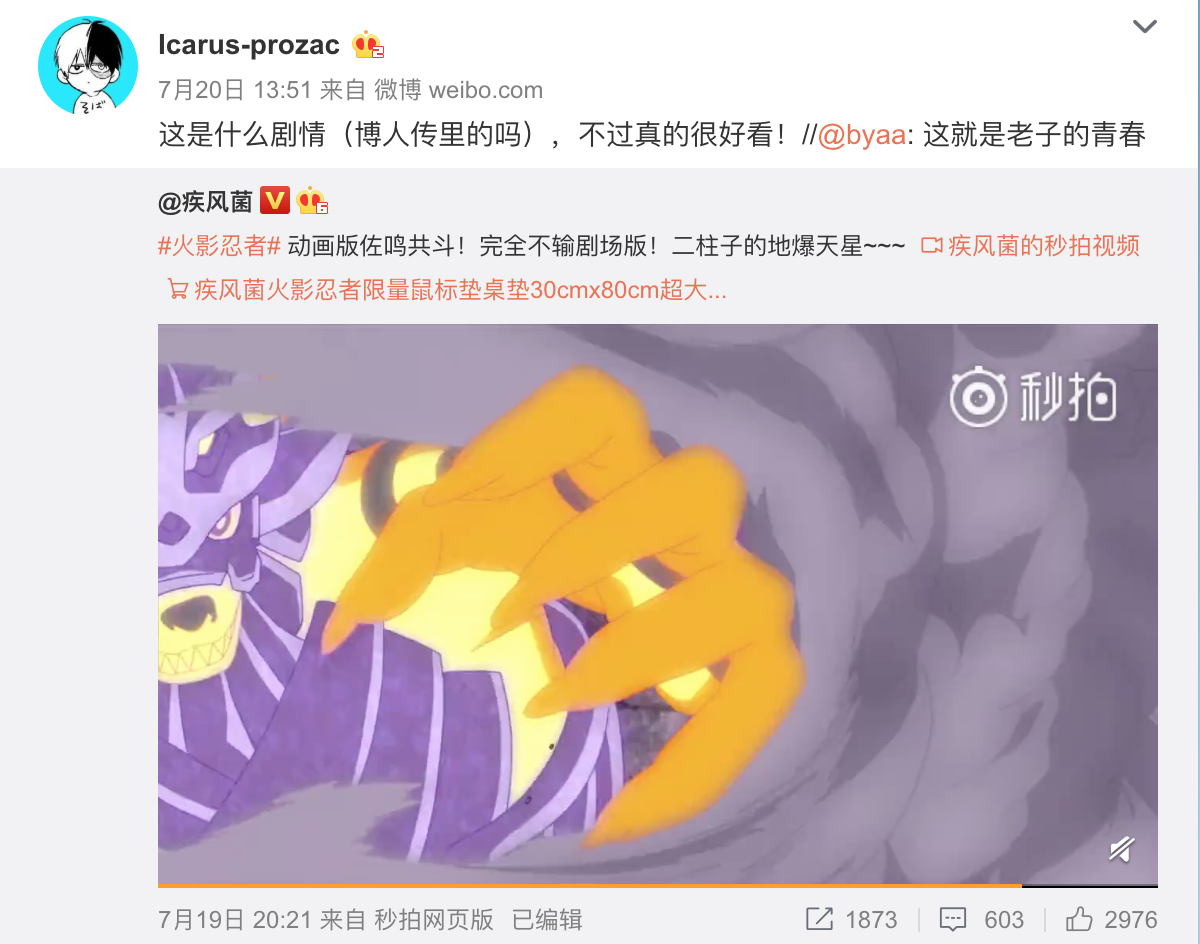 Icarus-prozac
7月20日 13:51 来自 微博 weibo.com
这是什么剧情（博人传里的吗），不过真的很好看！//@byaa: 这就是老子的青春
@疾风菌 V
#火影忍者# 动画版佐鸣共斗！完全不输剧场版！二柱子的地爆天星~~~ 疾风菌的秒拍视频
疾风菌火影忍者限量鼠标垫桌垫30cmx80cm超大...
秒拍
7月19日 20:21 来自 秒拍网页版 已编辑 1873 603 2976
そば